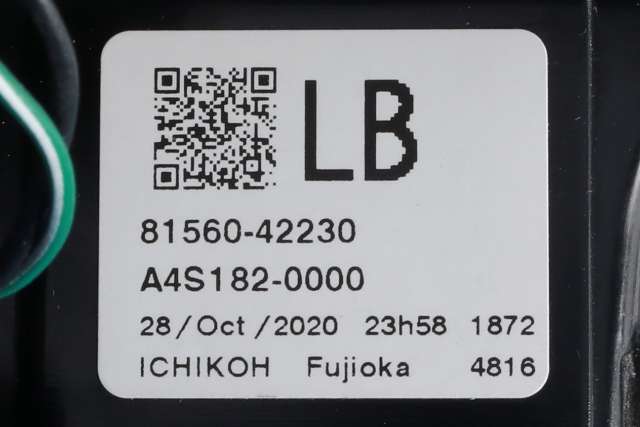 LB
81560-42230
A4S182-0000
28/Oct/2020 23h58 1872
ICHIKOH Fujioka 4816